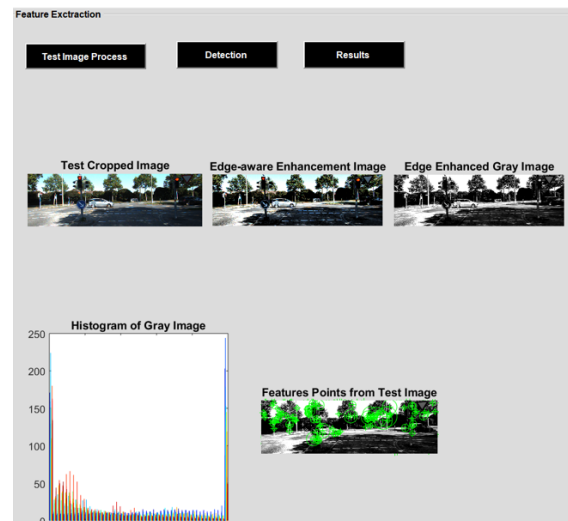 Feature Exctraction
Test Image Process
Detection
Results
Test Cropped Image
Edge-aware Enhancement Image
Edge Enhanced Gray Image
Histogram of Gray Image
250
200
150
100
50
0
Features Points from Test Image